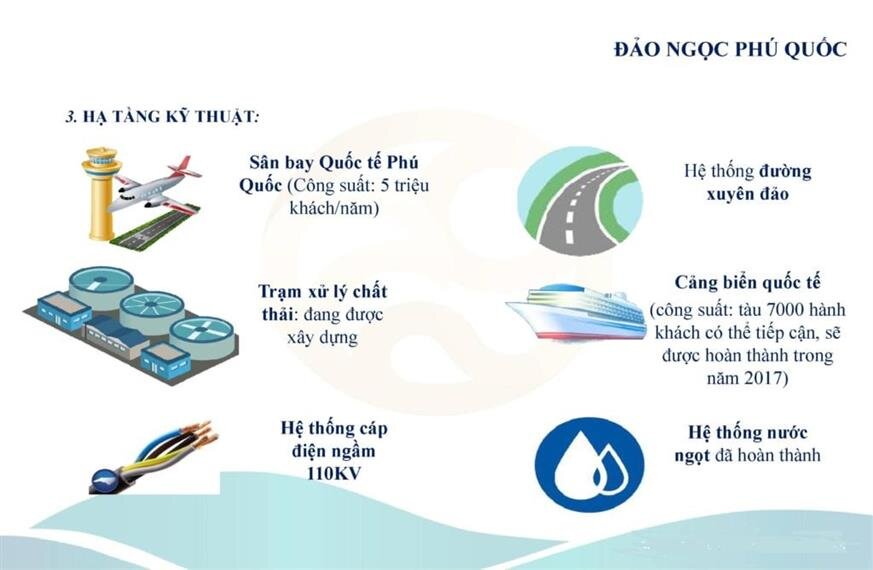 ĐẢO NGỌC PHÚ QUỐC
3. HẠ TẦNG KỸ THUẬT:
Sân bay Quốc tế Phú
Quốc (Công suất: 5 triệu
khách/năm)
Hệ thống đường
xuyên đảo
Trạm xử lý chất
thải: đang được
xây dựng
Cảng biển quốc tế
(công suất: tàu 7000 hành
khách có thể tiếp cận, sẽ
được hoàn thành trong
năm 2017)
Hệ thống cáp
điện ngầm
110KV
Hệ thống nước
ngọt đã hoàn thành